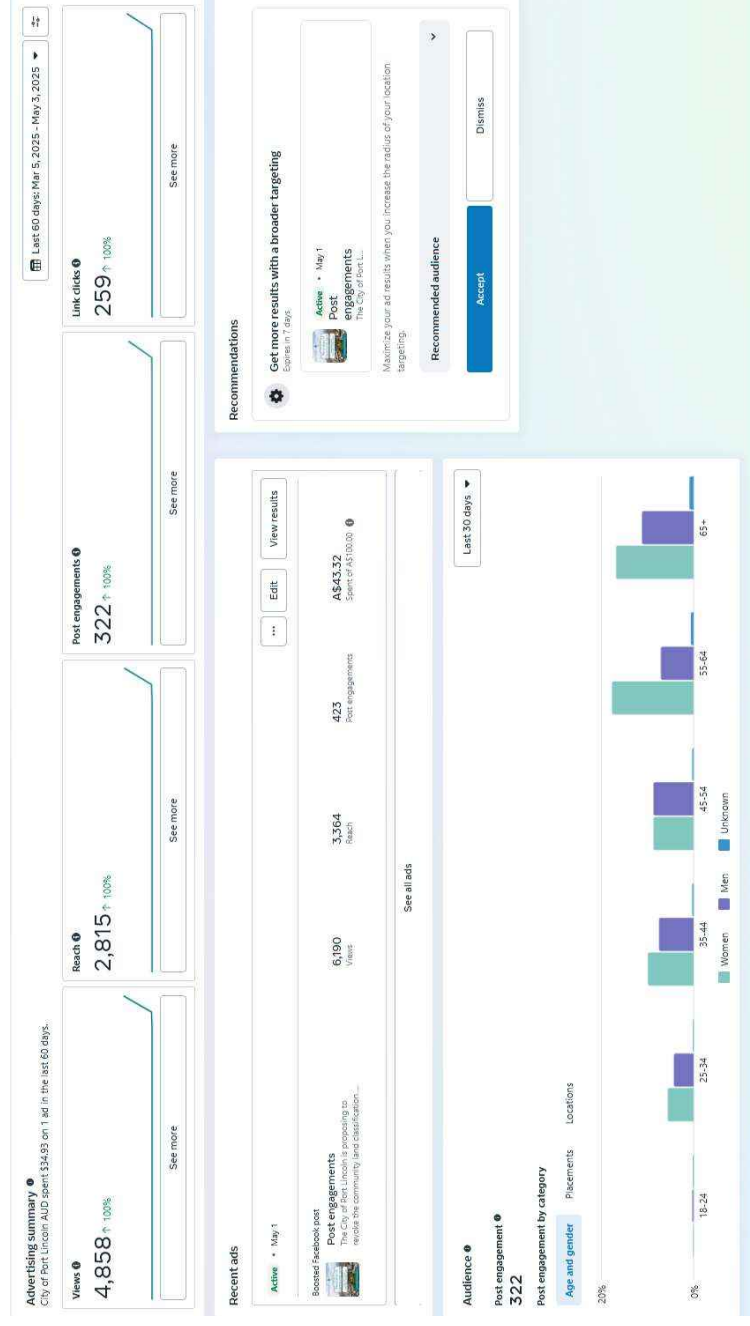 Advertising summary
City of Port Lincoln AUD spent $34.93 on 1 ad in the last 60 days.
Last 60 days: Mar 5, 2025 - May 3, 2025
Views
4,858 ↑ 100%
See more
Reach
2,815 ↑ 100%
See more
Post engagements
322 ↑ 100%
See more
Link clicks
259 ↑ 100%
See more
Recent ads
Active • May 1
... Edit View results
Boosted Facebook post
Post engagements
The City of Port Lincoln is proposing to
revoke the community land classification ...
6,190
Views
3,364
Reach
423
Post engagements
A$43.32
Spent of A$100.00
See all ads
Recommendations
Get more results with a broader targeting
Expires in 7 days.
Active • May 1
Post
engagements
The City of Port L...
Maximize your ad results when you increase the radius of your location
targeting.
Recommended audience
Accept Dismiss
Audience
Last 30 days
Post engagement
322
Post engagement by category
Age and gender Placements Locations
20%
0%
18-24 25-34 35-44 45-54 55-64 65+
Women Men Unknown